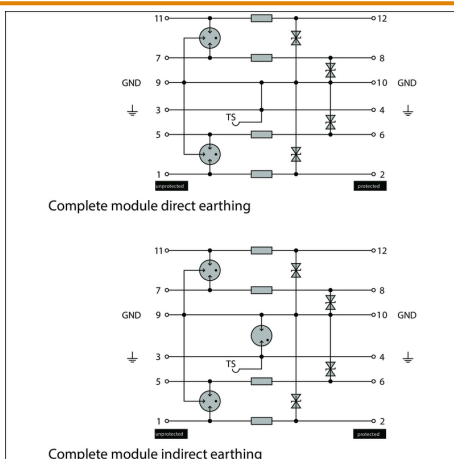 11 12
7 8
GND 9 10 GND
3 4
TS
5 6
1 2
unprotected protected
Complete module direct earthing
11 12
7 8
GND 9 10 GND
3 4
TS
5 6
1 2
unprotected protected
Complete module indirect earthing